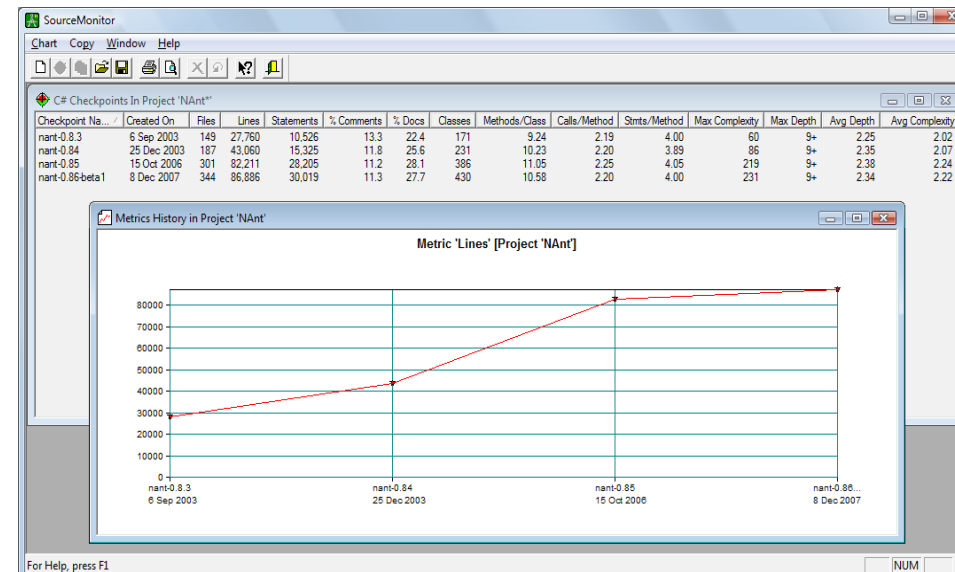 SourceMonitor
Chart Copy Window Help
C# Checkpoints In Project 'NAnt*'
Checkpoint Na... / Created On Files Lines Statements % Comments % Docs Classes Methods/Class Calls/Method Stmts/Method Max Complexity Max Depth Avg Depth Avg Complexity
nant-0.8.3 6 Sep 2003 149 27,760 10,526 13.3 22.4 171 9.24 2.19 4.00 60 9+ 2.25 2.02
nant-0.84 25 Dec 2003 187 43,060 15,325 11.8 25.6 231 10.23 2.20 3.89 86 9+ 2.35 2.07
nant-0.85 15 Oct 2006 301 82,211 28,205 11.2 28.1 386 11.05 2.25 4.05 219 9+ 2.38 2.24
nant-0.86-beta1 8 Dec 2007 344 86,886 30,019 11.3 27.7 430 10.58 2.20 4.00 231 9+ 2.34 2.22
Metrics History in Project 'NAnt'
Metric 'Lines' [Project 'NAnt']
80000
70000
60000
50000
40000
30000
20000
10000
0
nant-0.8.3 nant-0.84 nant-0.85 nant-0.86...
6 Sep 2003 25 Dec 2003 15 Oct 2006 8 Dec 2007
For Help, press F1 NUM